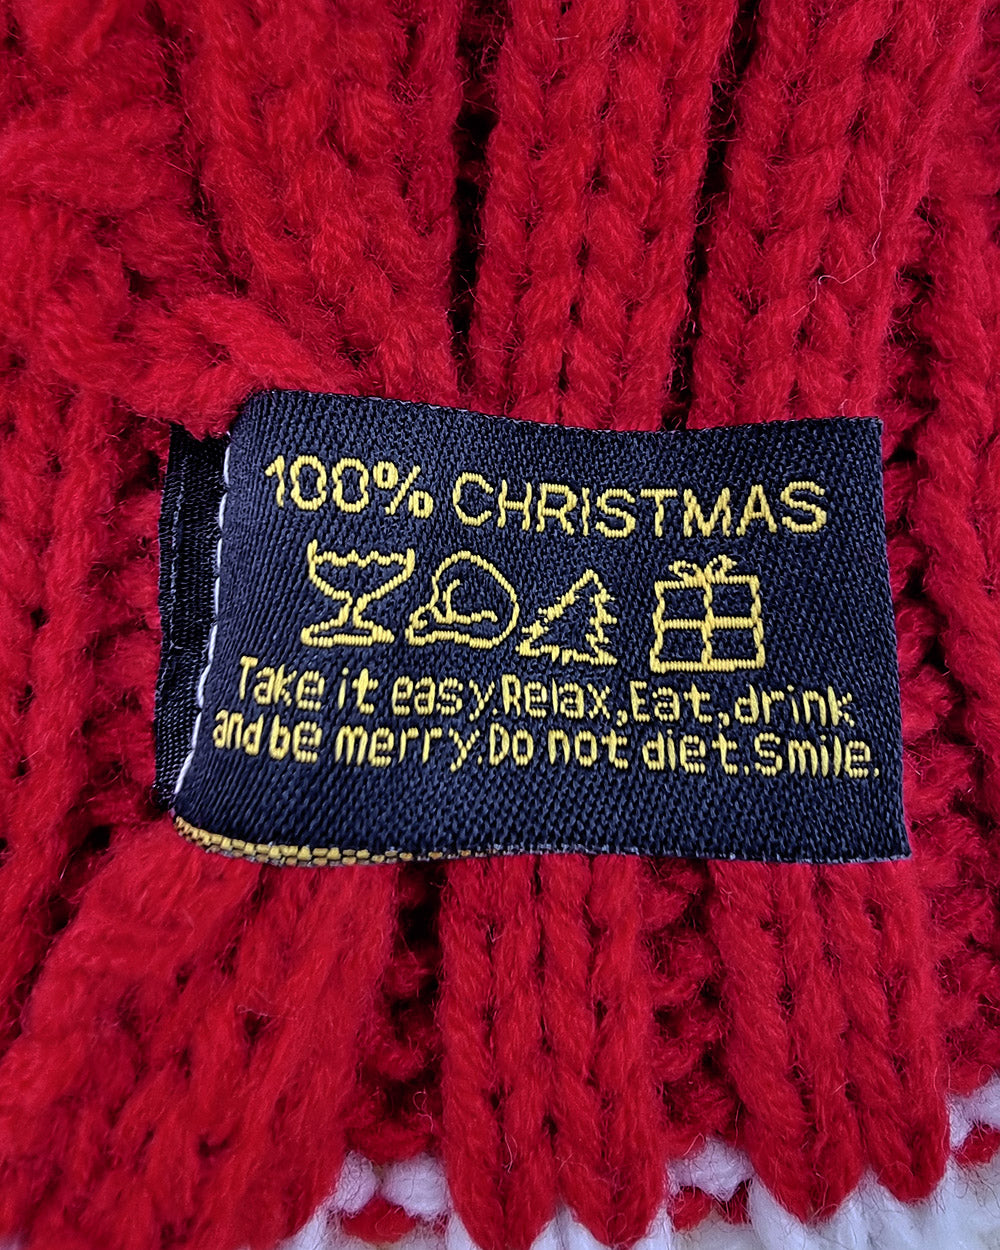 100% CHRISTMAS
Take it easy.Relax,Eat,drink
and be merry.Do not diet.Smile.